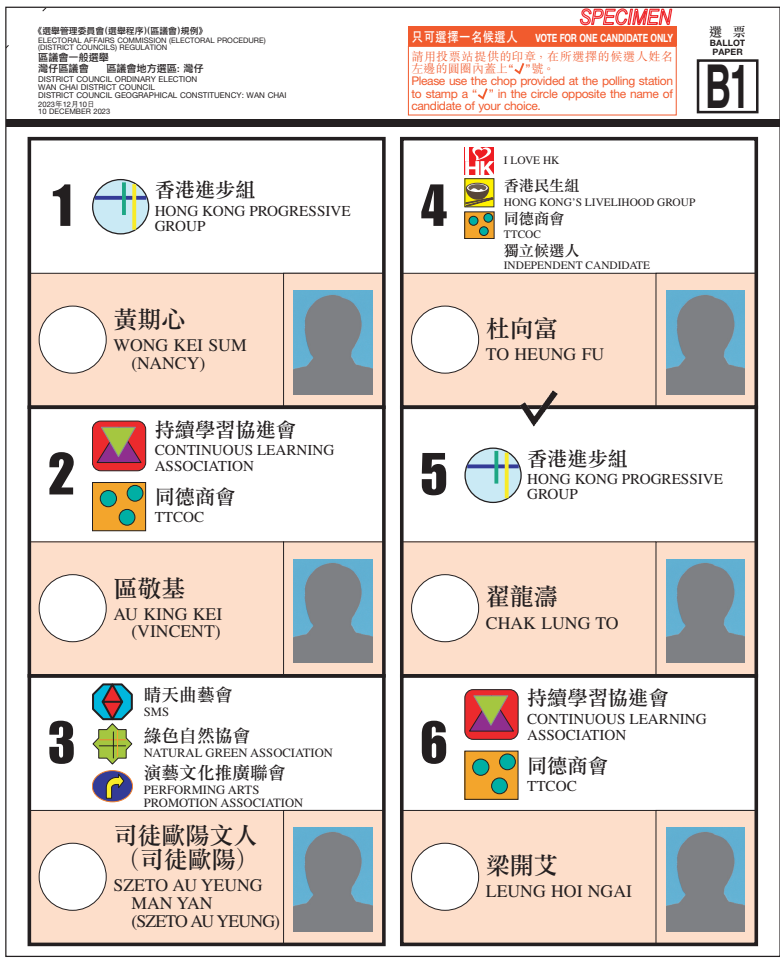 《選舉管理委員會(選舉程序)(區議會)規例》
ELECTORAL AFFAIRS COMMISSION (ELECTORAL PROCEDURE)
(DISTRICT COUNCILS) REGULATION
區議會一般選舉
灣仔區議會 區議會地方選區: 灣仔
DISTRICT COUNCIL ORDINARY ELECTION
WAN CHAI DISTRICT COUNCIL
DISTRICT COUNCIL GEOGRAPHICAL CONSTITUENCY: WAN CHAI
2023年12月10日
10 DECEMBER 2023
SPECIMEN
只可選擇一名候選人 VOTE FOR ONE CANDIDATE ONLY
請用投票站提供的印章，在所選擇的候選人姓名
左邊的圓圈內蓋上“✓”號。
Please use the chop provided at the polling station
to stamp a “✓” in the circle opposite the name of
candidate of your choice.
選票
BALLOT
PAPER
B1
1
香港進步組
HONG KONG PROGRESSIVE
GROUP
黃期心
WONG KEI SUM
(NANCY)
2
持續學習協進會
CONTINUOUS LEARNING
ASSOCIATION
同德商會
TTCOC
區敬基
AU KING KEI
(VINCENT)
3
晴天曲藝會
SMS
綠色自然協會
NATURAL GREEN ASSOCIATION
演藝文化推廣聯會
PERFORMING ARTS
PROMOTION ASSOCIATION
司徒歐陽文人
（司徒歐陽）
SZETO AU YEUNG
MAN YAN
(SZETO AU YEUNG)
4
HK
I LOVE HK
香港民生組
HONG KONG'S LIVELIHOOD GROUP
同德商會
TTCOC
獨立候選人
INDEPENDENT CANDIDATE
杜向富
TO HEUNG FU
5
香港進步組
HONG KONG PROGRESSIVE
GROUP
翟龍濤
CHAK LUNG TO
6
持續學習協進會
CONTINUOUS LEARNING
ASSOCIATION
同德商會
TTCOC
梁開艾
LEUNG HOI NGAI